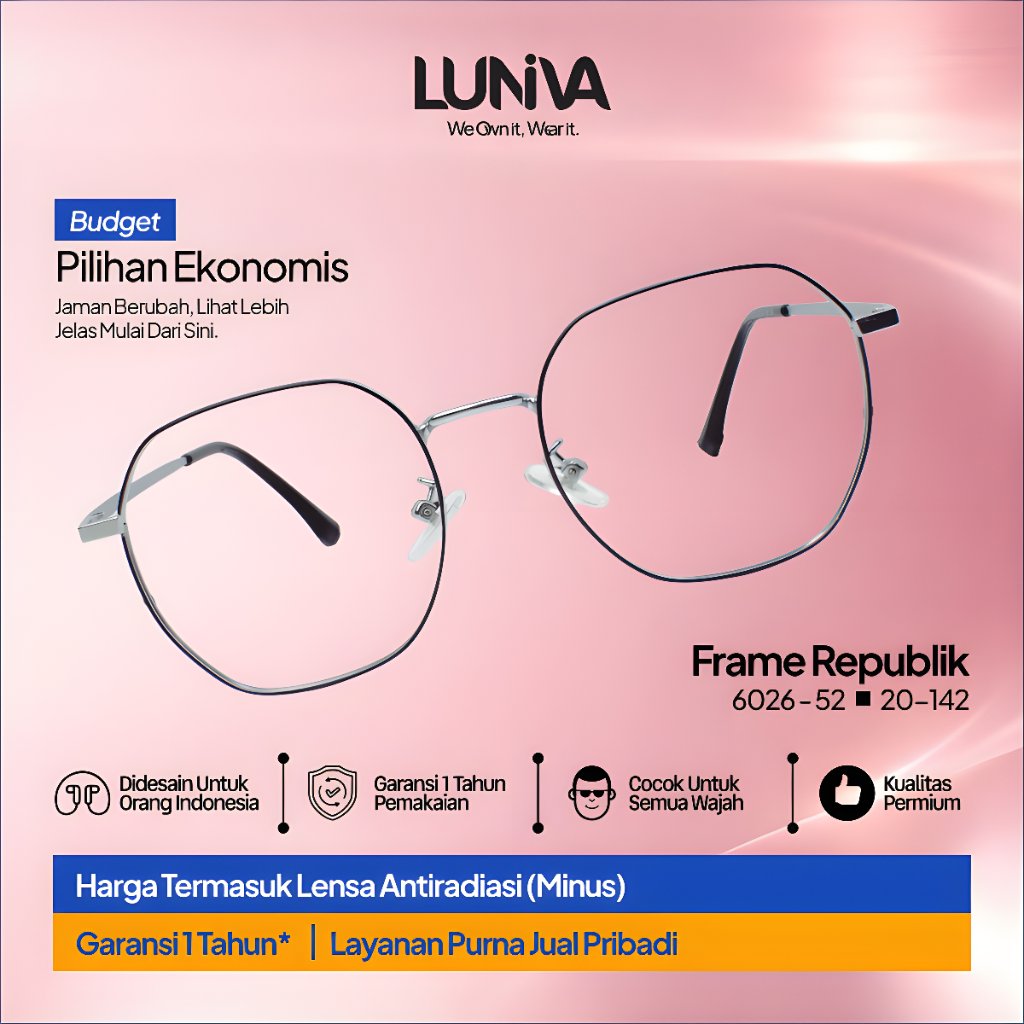 LUNiVA
We Own it, Wear it.
Budget
Pilihan Ekonomis
Jaman Berubah, Lihat Lebih
Jelas Mulai Dari Sini.
Frame Republik
6026-52 ■ 20-142
Didesain Untuk
Orang Indonesia
Garansi 1 Tahun
Pemakaian
Cocok Untuk
Semua Wajah
Kualitas
Permium
Harga Termasuk Lensa Antiradiasi (Minus)
Garansi 1 Tahun* | Layanan Purna Jual Pribadi